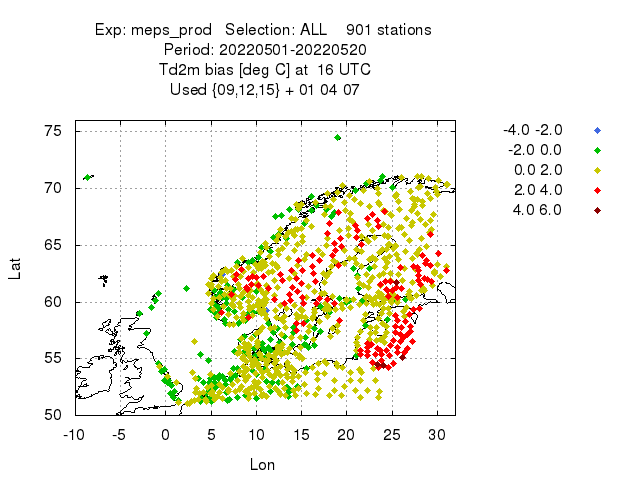 Exp: meps_prod Selection: ALL 901 stations
Period: 20220501-20220520
Td2m bias [deg C] at 16 UTC
Used {09,12,15} + 01 04 07
-4.0 -2.0
-2.0 0.0
0.0 2.0
2.0 4.0
4.0 6.0
75
70
65
60
55
50
Lat
-10 -5 0 5 10 15 20 25 30
Lon